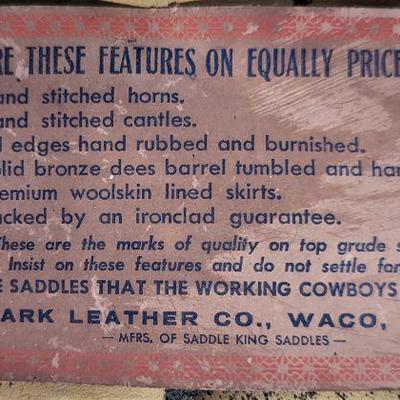 RE THESE FEATURES ON EQUALLY PRICE
and stitched horns.
and stitched cantles.
l edges hand rubbed and burnished.
olid bronze dees barrel tumbled and han
remium woolskin lined skirts.
acked by an ironclad guarantee.
These are the marks of quality on top grade s
Insist on these features and do not settle for
E SADDLES THAT THE WORKING COWBOYS
ARK LEATHER CO., WACO,
— MFRS. OF SADDLE KING SADDLES —